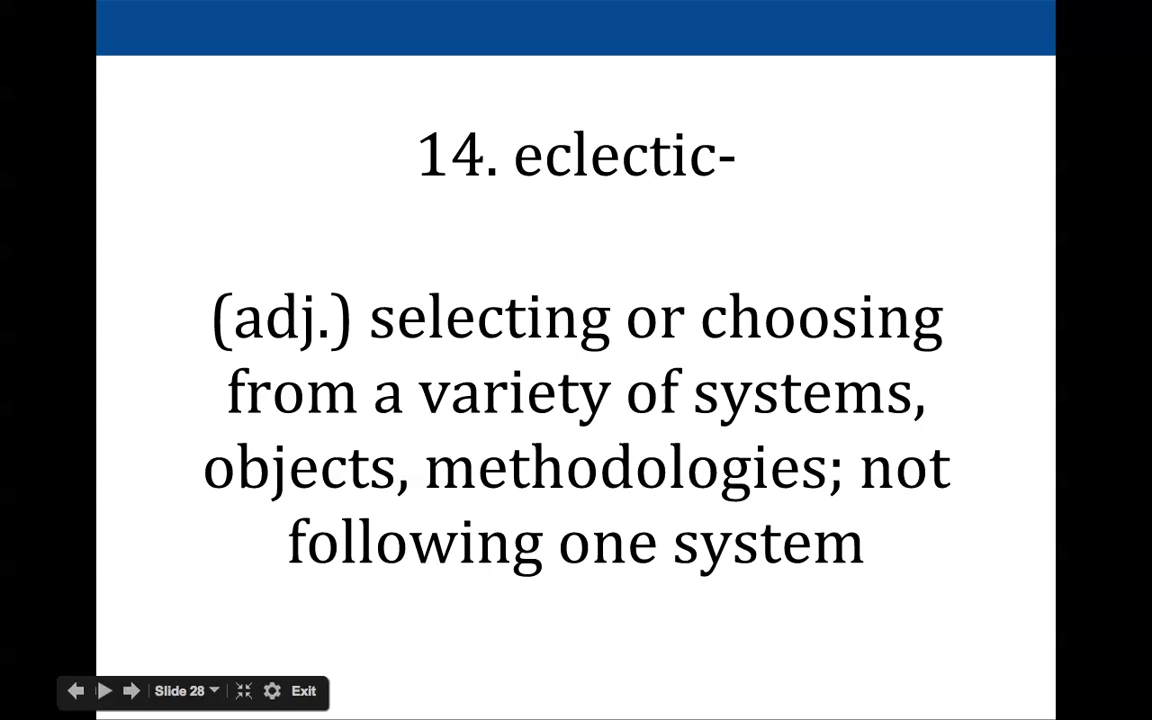 14. eclectic-
(adj.) selecting or choosing
from a variety of systems,
objects, methodologies; not
following one system
Slide 28
Exit